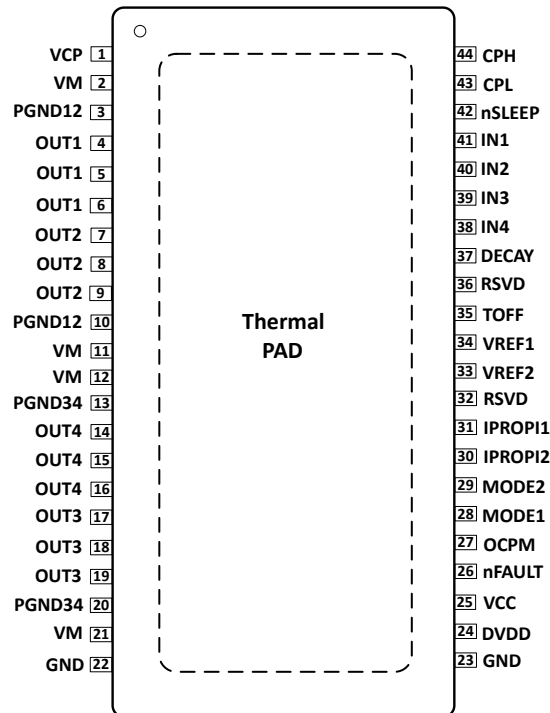 VCP 1
VM 2
PGND12 3
OUT1 4
OUT1 5
OUT1 6
OUT2 7
OUT2 8
OUT2 9
PGND12 10
VM 11
VM 12
PGND34 13
OUT4 14
OUT4 15
OUT4 16
OUT3 17
OUT3 18
OUT3 19
PGND34 20
VM 21
GND 22
Thermal
PAD
44 CPH
43 CPL
42 nSLEEP
41 IN1
40 IN2
39 IN3
38 IN4
37 DECAY
36 RSVD
35 TOFF
34 VREF1
33 VREF2
32 RSVD
31 IPROPI1
30 IPROPI2
29 MODE2
28 MODE1
27 OCPM
26 nFAULT
25 VCC
24 DVDD
23 GND